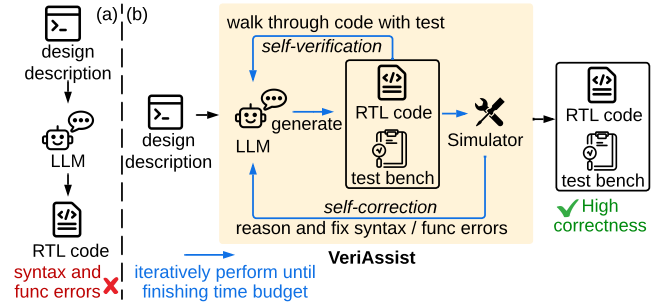 (a)
design
description
LLM
RTL code
syntax and
func errors
(b)
design
description
walk through code with test
self-verification
LLM
generate
RTL code
test bench
Simulator
self-correction
reason and fix syntax / func errors
VeriAssist
iteratively perform until
finishing time budget
RTL code
test bench
High
correctness